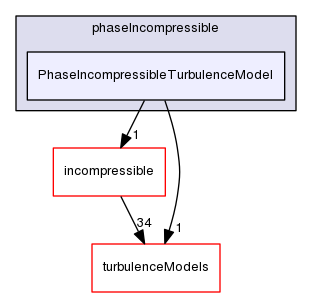 phaseIncompressible
PhaseIncompressibleTurbulenceModel
1
incompressible
34
1
turbulenceModels